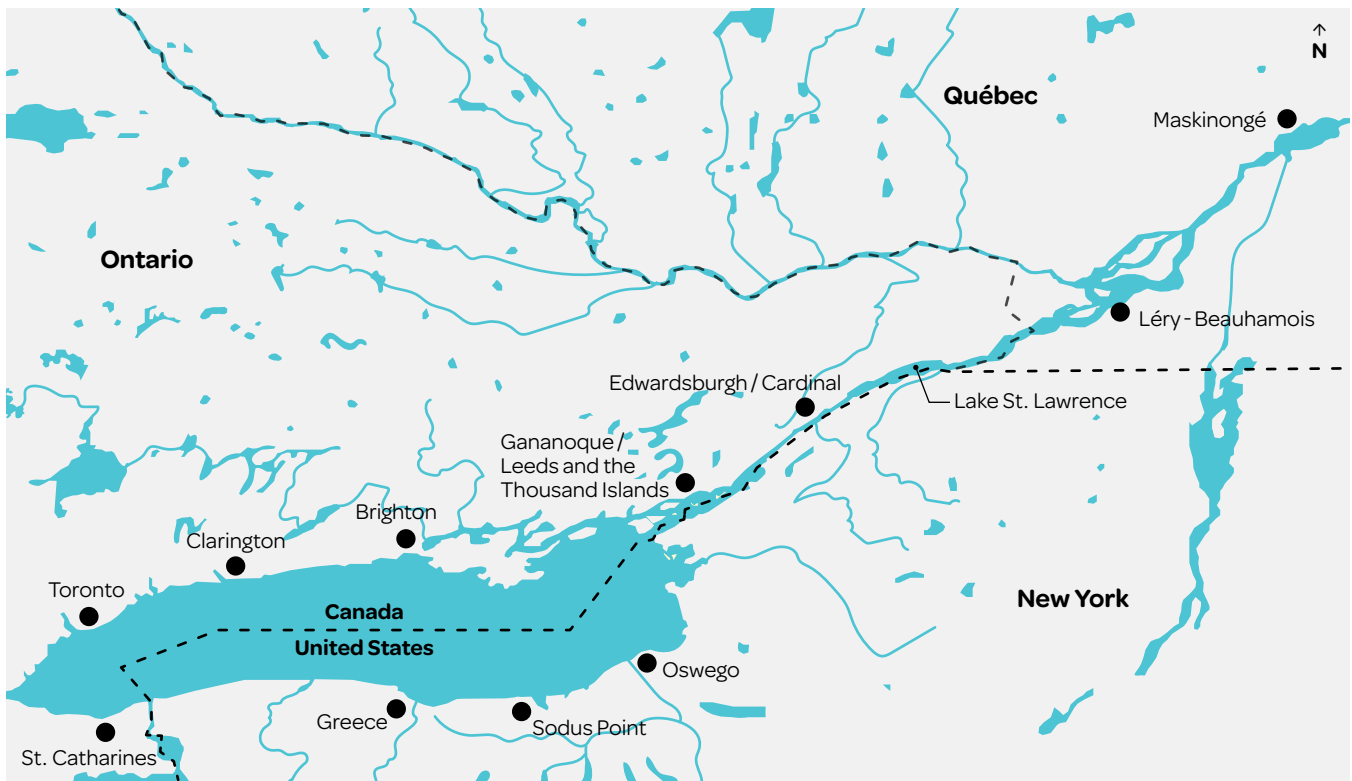 N
Québec
Maskinongé
Ontario
Léry - Beauharnois
Edwardsburgh / Cardinal
Lake St. Lawrence
Gananoque /
Leeds and the
Thousand Islands
Brighton
Clarington
Toronto
New York
Canada
United States
Oswego
Greece
Sodus Point
St. Catharines